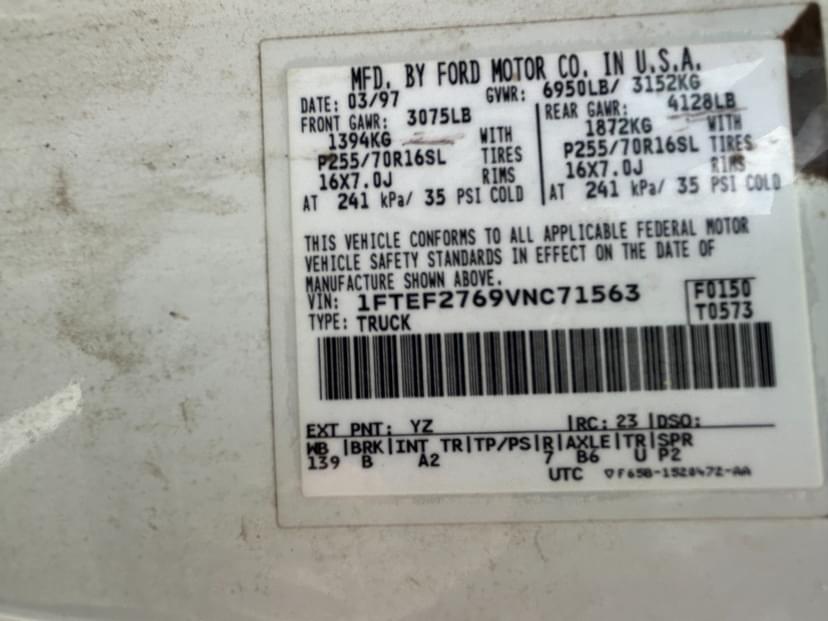 MFD. BY FORD MOTOR CO. IN U.S.A.
DATE: 03/97 GVWR: 6950LB/ 3152KG
FRONT GAWR: 3075LB REAR GAWR: 4128LB
1394KG WITH 1872KG WITH
P255/70R16SL TIRES P255/70R16SL TIRES
16X7.0J RIMS 16X7.0J RIMS
AT 241 kPa/ 35 PSI COLD AT 241 kPa/ 35 PSI COLD
THIS VEHICLE CONFORMS TO ALL APPLICABLE FEDERAL MOTOR
VEHICLE SAFETY STANDARDS IN EFFECT ON THE DATE OF
MANUFACTURE SHOWN ABOVE.
VIN: 1FTEF2769VNC71563 F0150
TYPE: TRUCK T0573
EXT PNT: YZ RC: 23 DSO:
WB BRK INT TR TP/PS R AXLE TR SPR
139 B A2 7 B6 U P2
UTC F65B-1520472-AA